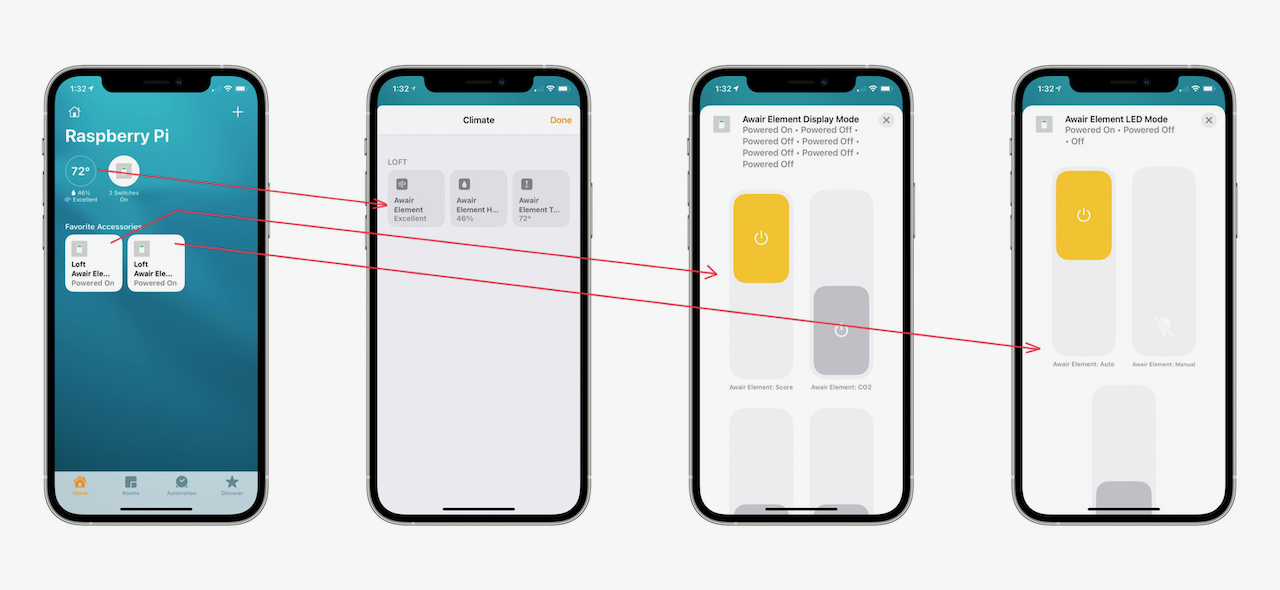 1:32
Raspberry Pi
72°
46%
Excellent
2 Switches
On
Favorite Accessories
Loft
Awair Ele...
Powered On
Loft
Awair Ele...
Powered On
Home
Rooms
Automation
Discover
1:32
Climate
Done
LOFT
Awair
Element
Excellent
Awair
Element H...
46%
Awair
Element T...
72°
1:32
Awair Element Display Mode
Powered On • Powered Off •
Powered Off • Powered Off •
Powered Off • Powered Off •
Powered Off
Awair Element: Score
Awair Element: CO2
1:32
Awair Element LED Mode
Powered On • Powered Off
• Off
Awair Element: Auto
Awair Element: Manual